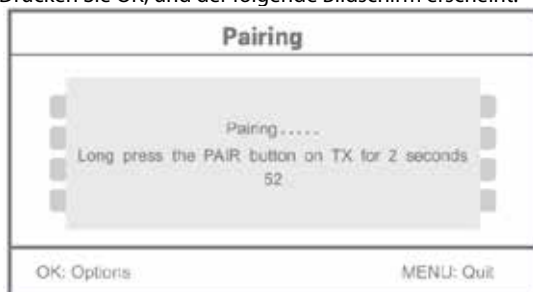 Drücken Sie OK, und der folgende Bildschirm erscheint.
Pairing
Pairing.....
Long press the PAIR button on TX for 2 seconds
52
OK: Options
MENU: Quit